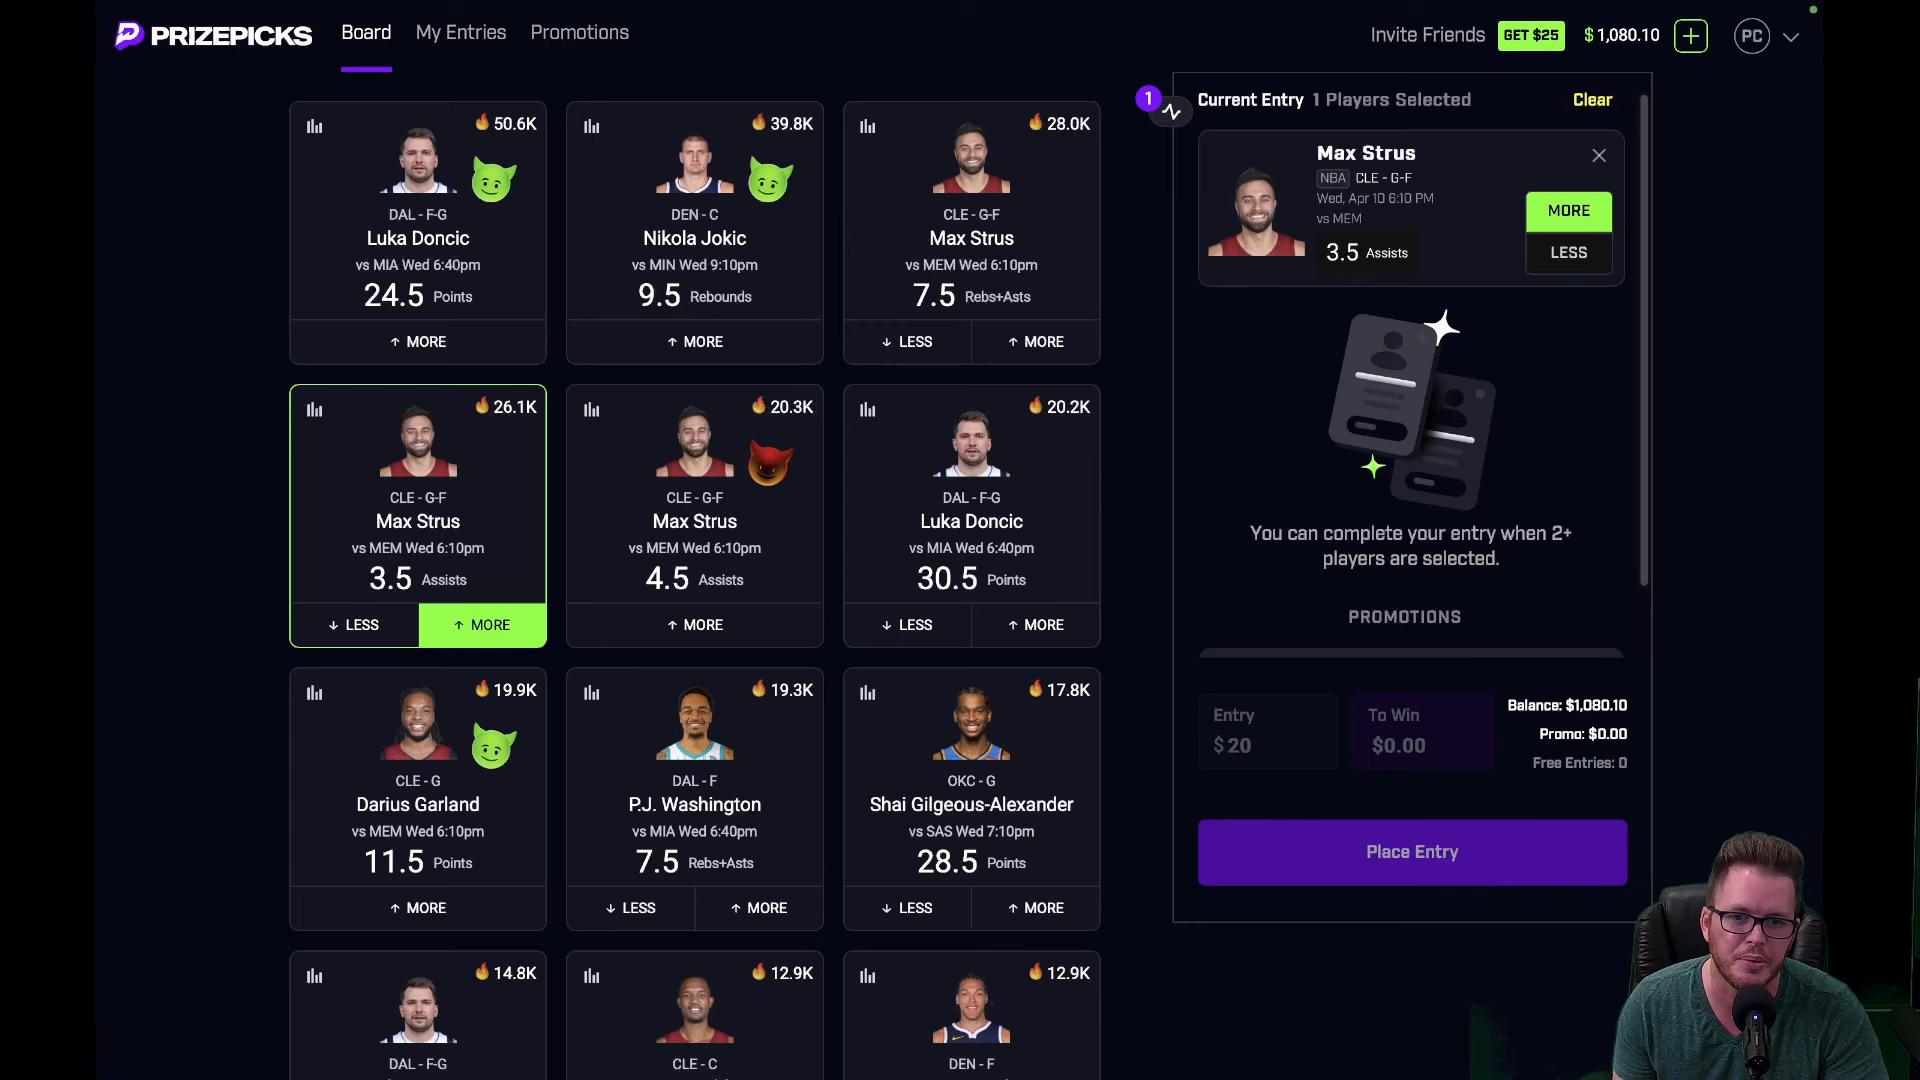 PRIZEPICKS
Board
My Entries
Promotions
Invite Friends
GET $25
$ 1,080.10
PC
50.6K
DAL - F-G
Luka Doncic
vs MIA Wed 6:40pm
24.5 Points
↑ MORE
39.8K
DEN - C
Nikola Jokic
vs MIN Wed 9:10pm
9.5 Rebounds
↑ MORE
28.0K
CLE - G-F
Max Strus
vs MEM Wed 6:10pm
7.5 Rebs+Asts
↓ LESS
↑ MORE
26.1K
CLE - G-F
Max Strus
vs MEM Wed 6:10pm
3.5 Assists
↓ LESS
↑ MORE
20.3K
CLE - G-F
Max Strus
vs MEM Wed 6:10pm
4.5 Assists
↑ MORE
20.2K
DAL - F-G
Luka Doncic
vs MIA Wed 6:40pm
30.5 Points
↓ LESS
↑ MORE
19.9K
CLE - G
Darius Garland
vs MEM Wed 6:10pm
11.5 Points
↑ MORE
19.3K
DAL - F
P.J. Washington
vs MIA Wed 6:40pm
7.5 Rebs+Asts
↓ LESS
↑ MORE
17.8K
OKC - G
Shai Gilgeous-Alexander
vs SAS Wed 7:10pm
28.5 Points
↓ LESS
↑ MORE
14.8K
DAL - F-G
12.9K
CLE - C
12.9K
DEN - F
1
Current Entry 1 Players Selected
Clear
Max Strus
NBA CLE - G-F
Wed, Apr 10 6:10 PM
vs MEM
3.5 Assists
MORE
LESS
You can complete your entry when 2+
players are selected.
PROMOTIONS
Entry
$ 20
To Win
$0.00
Balance: $1,080.10
Promo: $0.00
Free Entries: 0
Place Entry